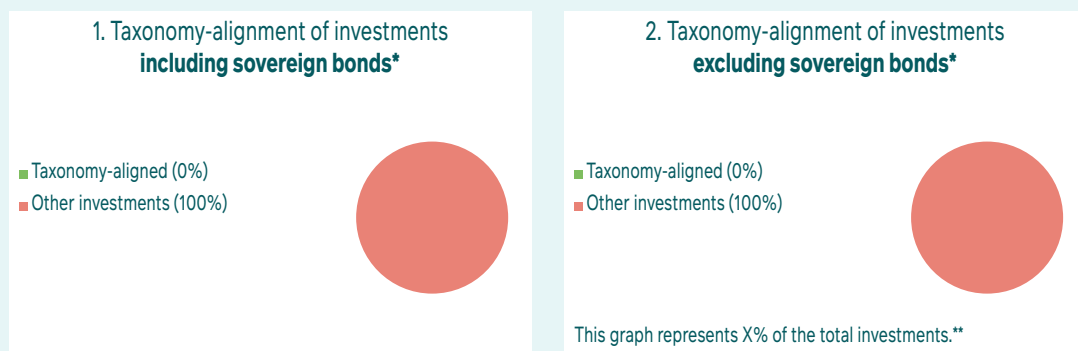 1. Taxonomy-alignment of investments
including sovereign bonds*
Taxonomy-aligned (0%)
Other investments (100%)
2. Taxonomy-alignment of investments
excluding sovereign bonds*
Taxonomy-aligned (0%)
Other investments (100%)
This graph represents X% of the total investments.**